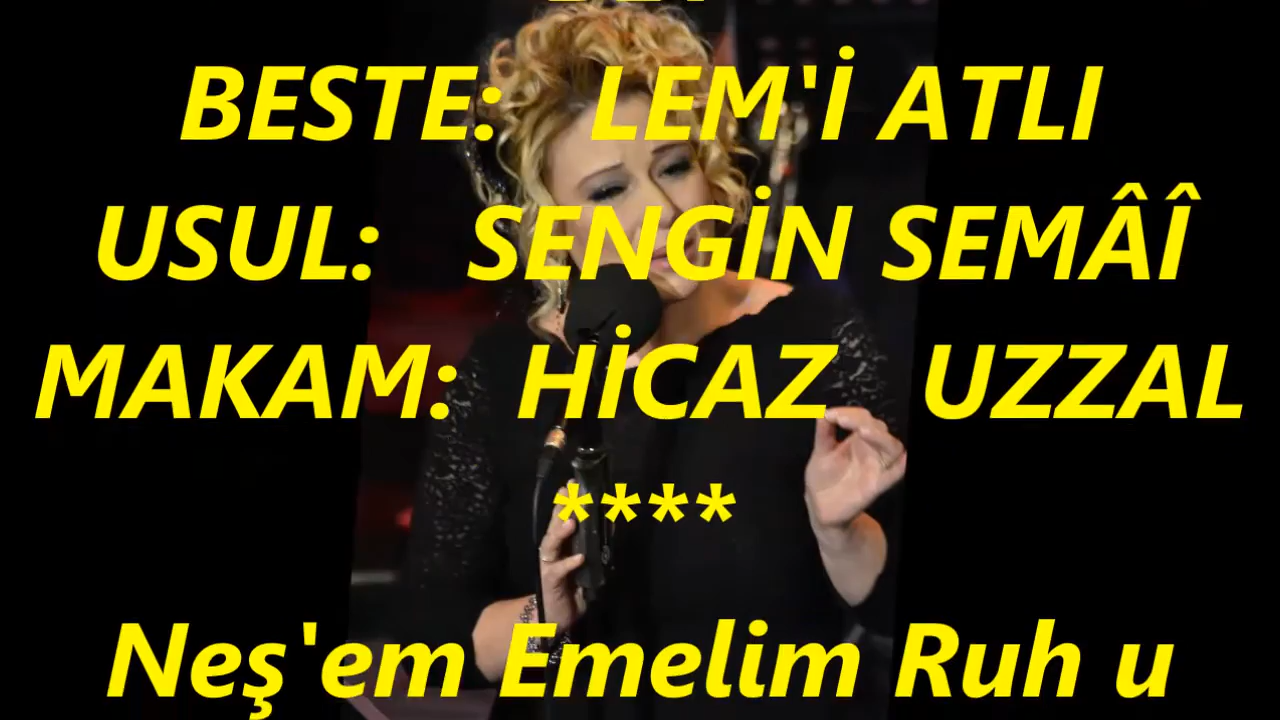 BESTE: LEM'İ ATLI
USUL: SENGİN SEMÂÎ
MAKAM: HİCAZ UZZAL
****
Neş'em Emelim Ruh u